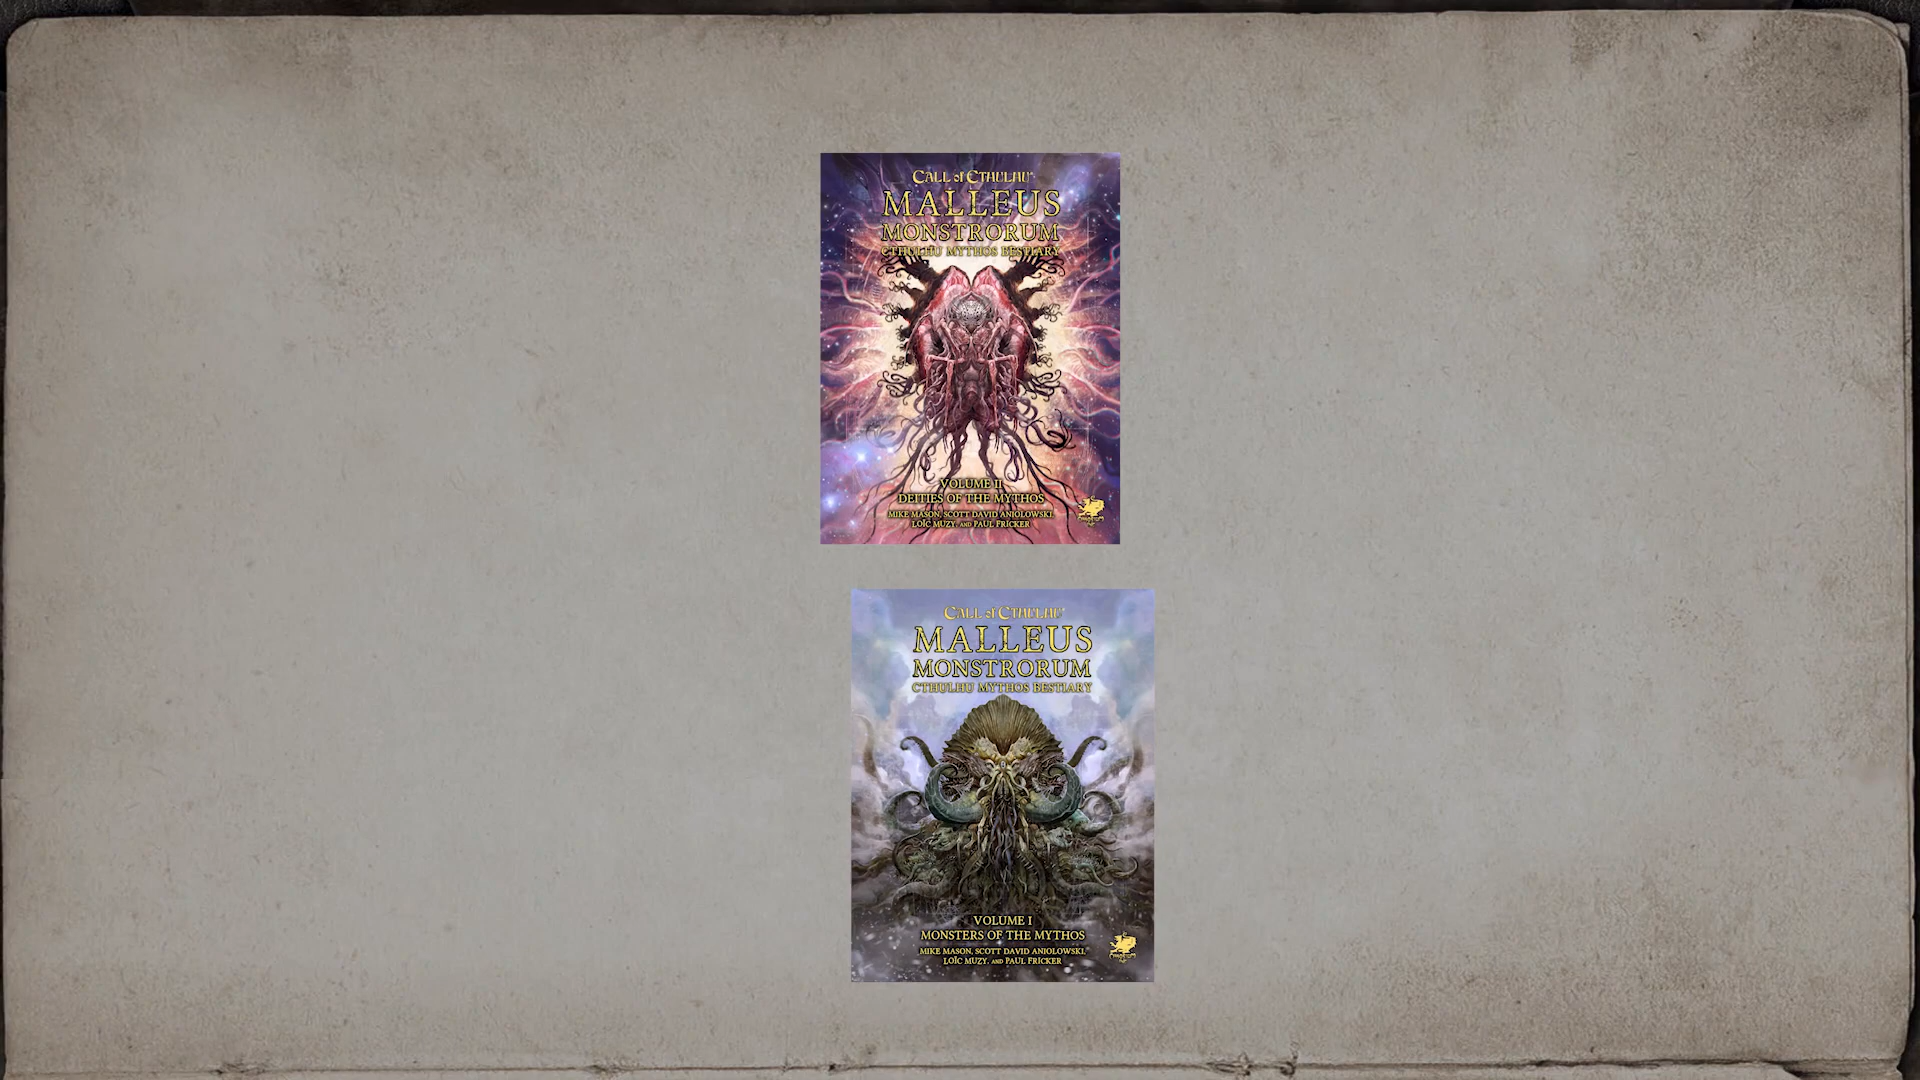 CALL of CTHULHU
MALLEUS
MONSTRORUM
CTHULHU MYTHOS BESTIARY
VOLUME II
DEITIES OF THE MYTHOS
MIKE MASON, SCOTT DAVID ANIOLOWSKI,
LOÏC MUZY, AND PAUL FRICKER
CHAOSIUM
CALL of CTHULHU
MALLEUS
MONSTRORUM
CTHULHU MYTHOS BESTIARY
VOLUME I
MONSTERS OF THE MYTHOS
MIKE MASON, SCOTT DAVID ANIOLOWSKI,
LOÏC MUZY, AND PAUL FRICKER
CHAOSIUM